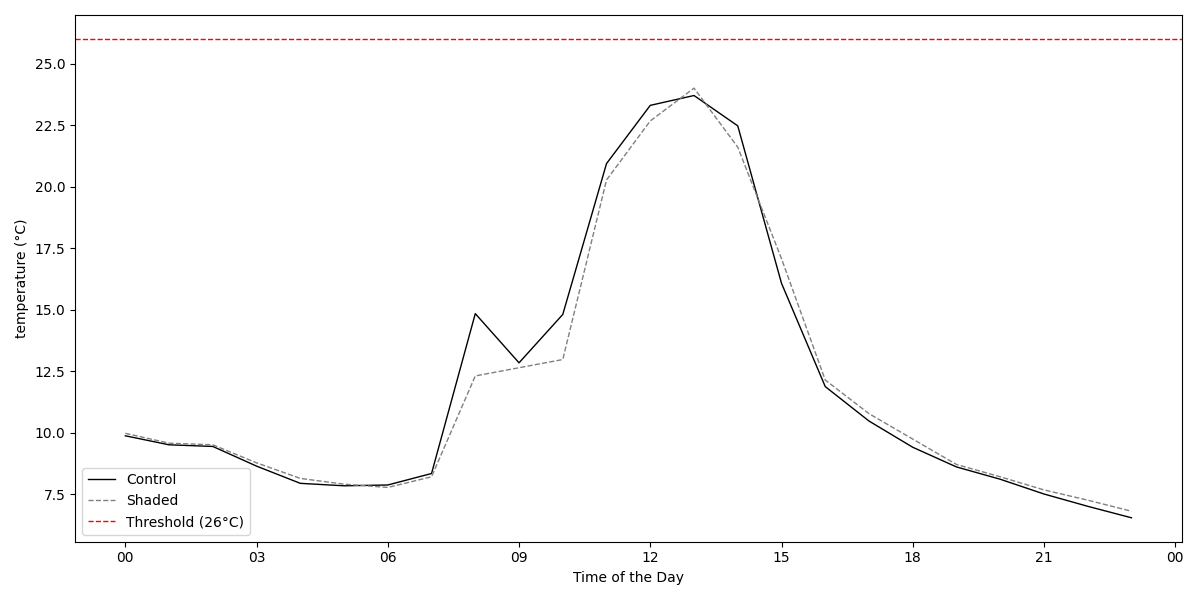 25.0
22.5
20.0
17.5
15.0
12.5
10.0
7.5
temperature (°C)
Control
Shaded
Threshold (26°C)
00 03 06 09 12 15 18 21 00
Time of the Day